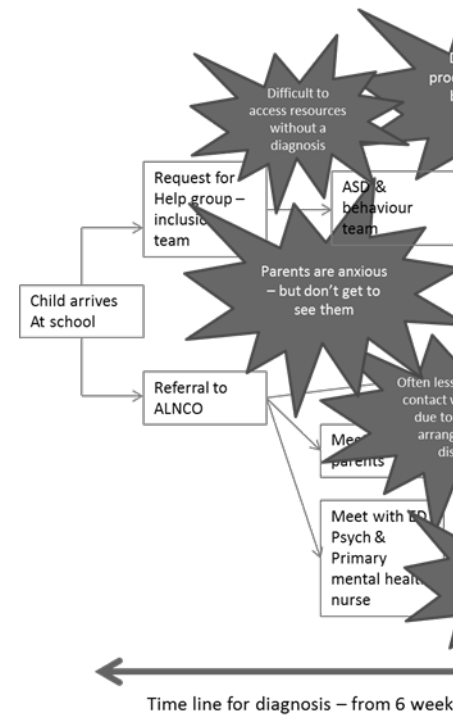 Difficult to
access resources
without a
diagnosis
Request for
Help group –
inclusion
team
ASD &
behaviour
team
Parents are anxious
– but don't get to
see them
Child arrives
At school
Referral to
ALNCO
Often less
contact
due to
parents
Meet with ED
Psych &
Primary
mental health
nurse
Time line for diagnosis – from 6 week